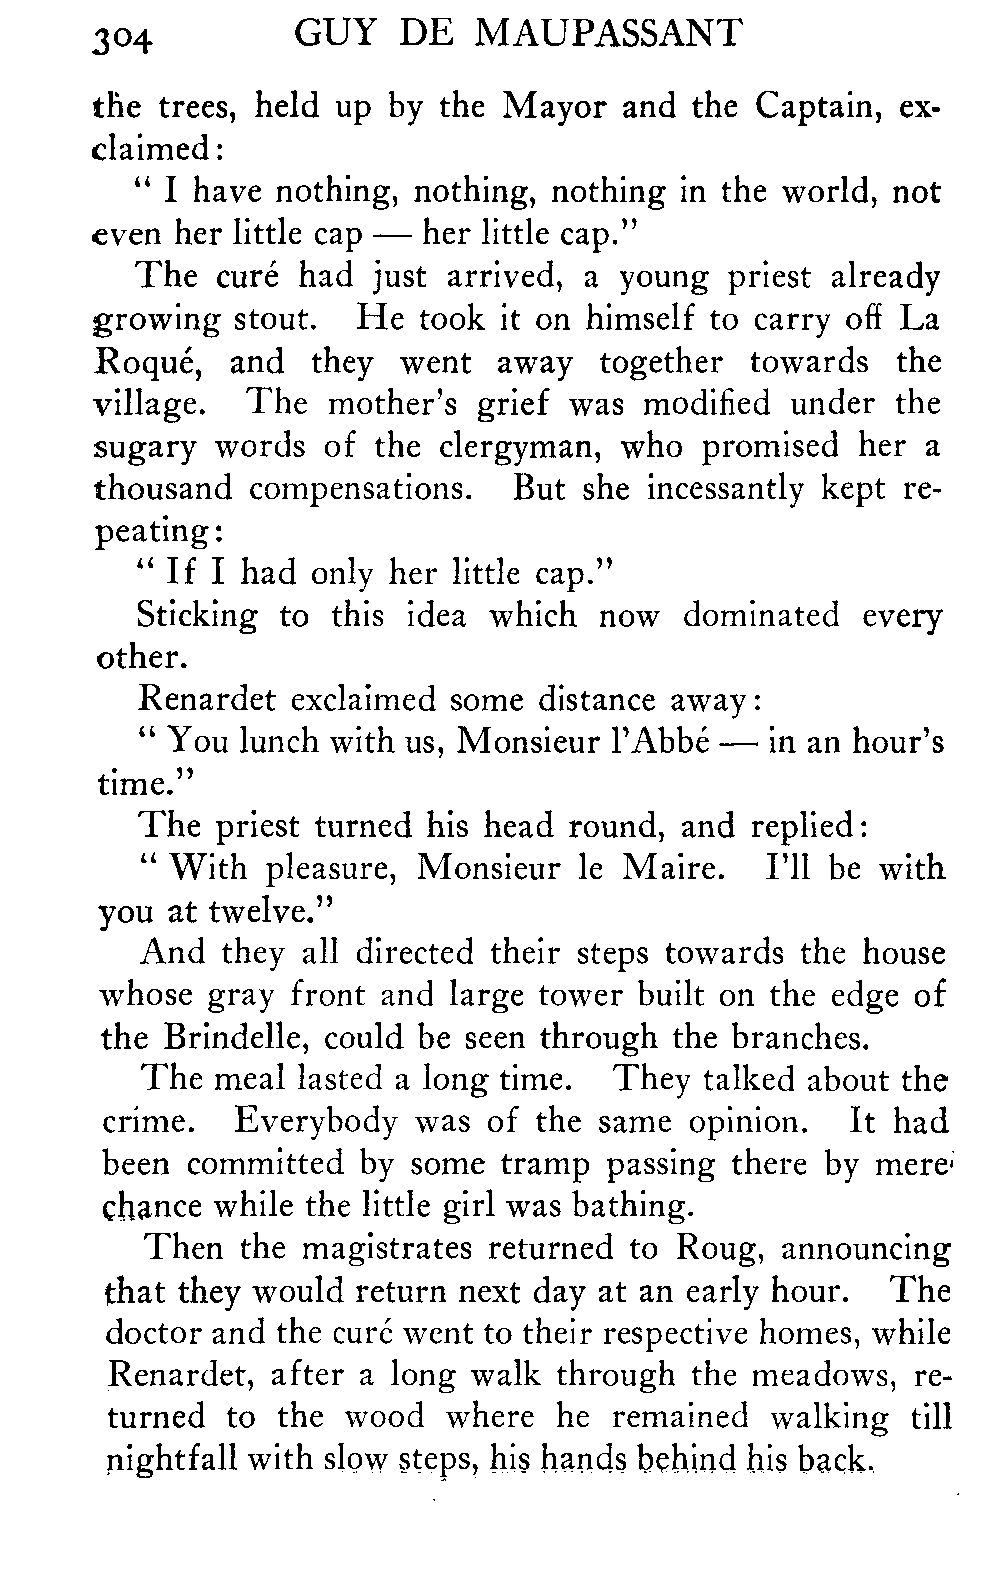 304 GUY DE MAUPASSANT
the trees, held up by the Mayor and the Captain, ex-
claimed:
“ I have nothing, nothing, nothing in the world, not
even her little cap — her little cap.”
The curé had just arrived, a young priest already
growing stout. He took it on himself to carry off La
Roqué, and they went away together towards the
village. The mother’s grief was modified under the
sugary words of the clergyman, who promised her a
thousand compensations. But she incessantly kept re-
peating:
“ If I had only her little cap.”
Sticking to this idea which now dominated every
other.
Renardet exclaimed some distance away:
“ You lunch with us, Monsieur l’Abbé — in an hour’s
time.”
The priest turned his head round, and replied:
“ With pleasure, Monsieur le Maire. I’ll be with
you at twelve.”
And they all directed their steps towards the house
whose gray front and large tower built on the edge of
the Brindelle, could be seen through the branches.
The meal lasted a long time. They talked about the
crime. Everybody was of the same opinion. It had
been committed by some tramp passing there by mere
chance while the little girl was bathing.
Then the magistrates returned to Roug, announcing
that they would return next day at an early hour. The
doctor and the curé went to their respective homes, while
Renardet, after a long walk through the meadows, re-
turned to the wood where he remained walking till
nightfall with slow steps, his hands behind his back.